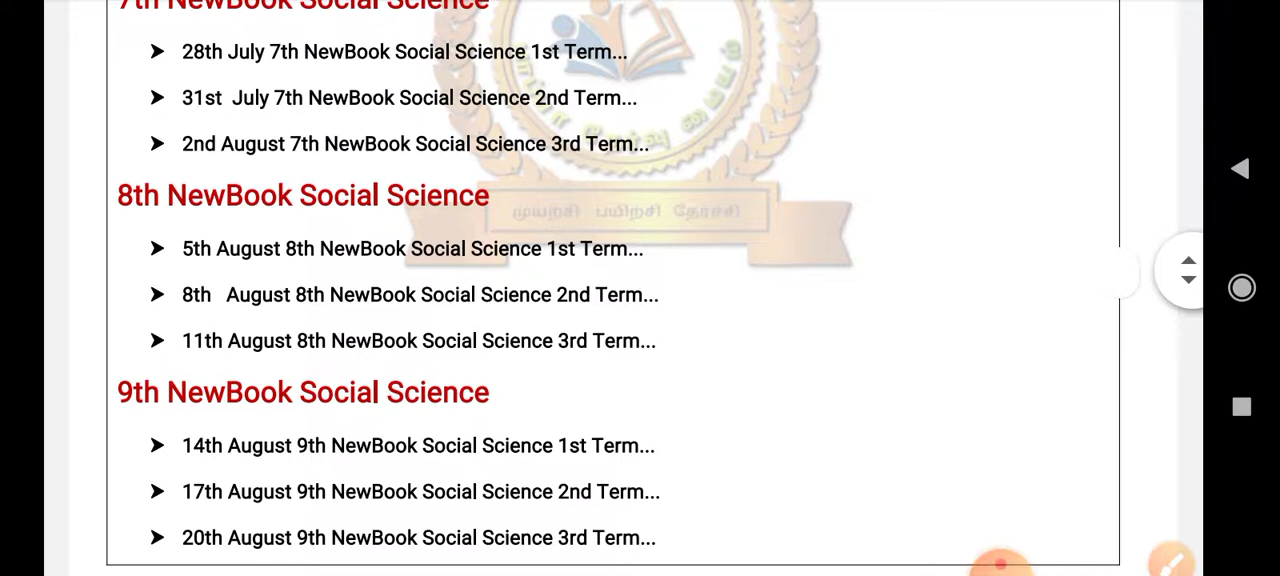 7th NewBook Social Science
➤ 28th July 7th NewBook Social Science 1st Term...
➤ 31st  July 7th NewBook Social Science 2nd Term...
➤ 2nd August 7th NewBook Social Science 3rd Term...
முயற்சி பயிற்சி தேர்ச்சி
8th NewBook Social Science
➤ 5th August 8th NewBook Social Science 1st Term...
➤ 8th   August 8th NewBook Social Science 2nd Term...
➤ 11th August 8th NewBook Social Science 3rd Term...
9th NewBook Social Science
➤ 14th August 9th NewBook Social Science 1st Term...
➤ 17th August 9th NewBook Social Science 2nd Term...
➤ 20th August 9th NewBook Social Science 3rd Term...